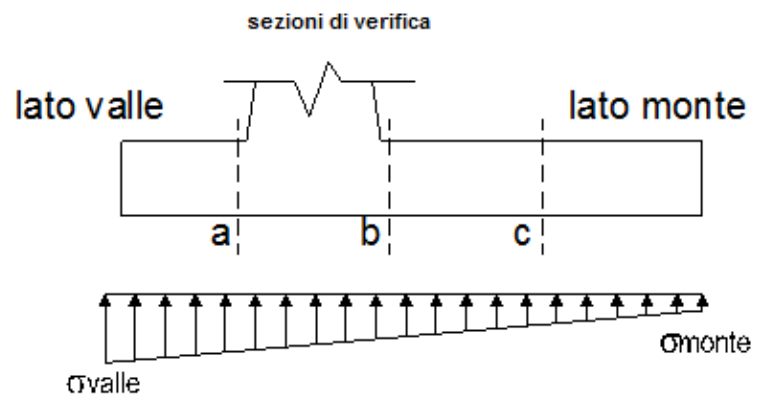 sezioni di verifica
lato valle
lato monte
a
b
c
σmonte
σvalle